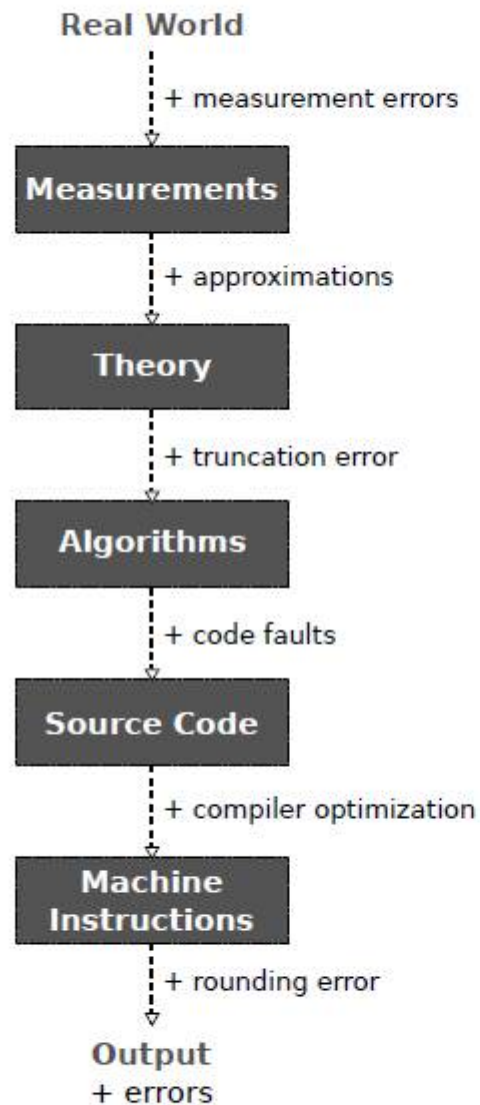 Real World
+ measurement errors
Measurements
+ approximations
Theory
+ truncation error
Algorithms
+ code faults
Source Code
+ compiler optimization
Machine
Instructions
+ rounding error
Output
+ errors